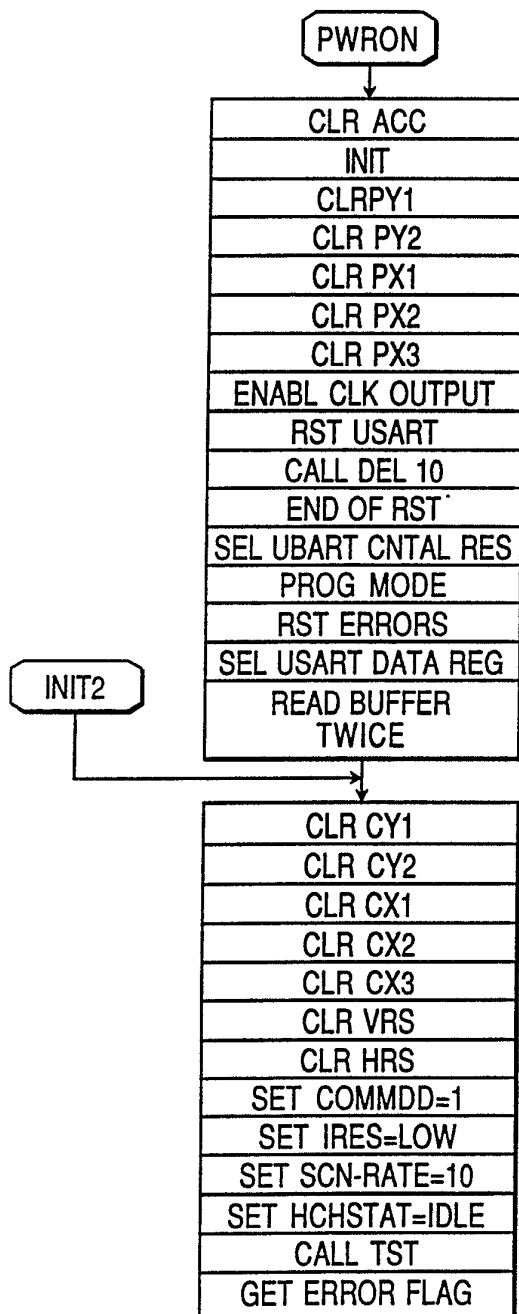 PWRON
CLR ACC
INIT
CLRPY1
CLR PY2
CLR PX1
CLR PX2
CLR PX3
ENABL CLK OUTPUT
RST USART
CALL DEL 10
END OF RST
SEL UBART CNTAL RES
PROG MODE
RST ERRORS
SEL USART DATA REG
INIT2
READ BUFFER
TWICE
CLR CY1
CLR CY2
CLR CX1
CLR CX2
CLR CX3
CLR VRS
CLR HRS
SET COMMDD=1
SET IRES=LOW
SET SCN-RATE=10
SET HCHSTAT=IDLE
CALL TST
GET ERROR FLAG